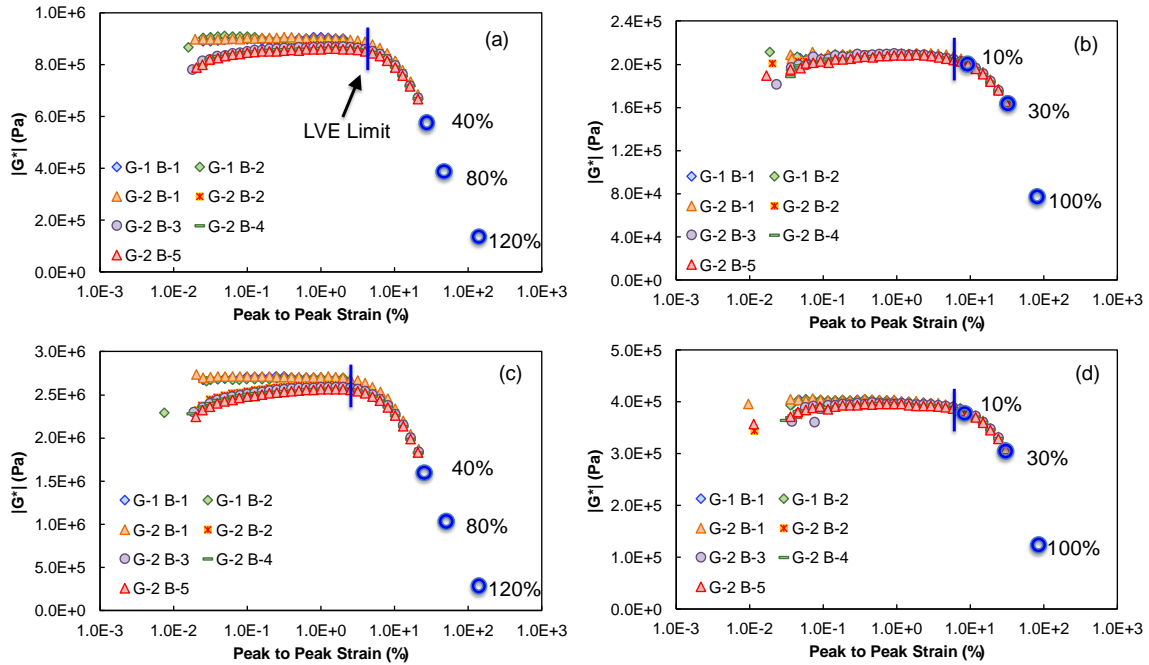 (a)
1.0E+6
8.0E+5
6.0E+5
4.0E+5
2.0E+5
0.0E+0
|G*| (Pa)
LVE Limit
40%
80%
120%
G-1 B-1 G-1 B-2
G-2 B-1 G-2 B-2
G-2 B-3 G-2 B-4
G-2 B-5
1.0E-3 1.0E-2 1.0E-1 1.0E+0 1.0E+1 1.0E+2 1.0E+3
Peak to Peak Strain (%)
(b)
2.4E+5
2.0E+5
1.6E+5
1.2E+5
8.0E+4
4.0E+4
0.0E+0
|G*| (Pa)
10%
30%
100%
G-1 B-1 G-1 B-2
G-2 B-1 G-2 B-2
G-2 B-3 G-2 B-4
G-2 B-5
1.0E-3 1.0E-2 1.0E-1 1.0E+0 1.0E+1 1.0E+2 1.0E+3
Peak to Peak Strain (%)
(c)
3.0E+6
2.5E+6
2.0E+6
1.5E+6
1.0E+6
5.0E+5
0.0E+0
|G*| (Pa)
40%
80%
120%
G-1 B-1 G-1 B-2
G-2 B-1 G-2 B-2
G-2 B-3 G-2 B-4
G-2 B-5
1.0E-3 1.0E-2 1.0E-1 1.0E+0 1.0E+1 1.0E+2 1.0E+3
Peak to Peak Strain (%)
(d)
5.0E+5
4.0E+5
3.0E+5
2.0E+5
1.0E+5
0.0E+0
|G*| (Pa)
10%
30%
100%
G-1 B-1 G-1 B-2
G-2 B-1 G-2 B-2
G-2 B-3 G-2 B-4
G-2 B-5
1.0E-3 1.0E-2 1.0E-1 1.0E+0 1.0E+1 1.0E+2 1.0E+3
Peak to Peak Strain (%)